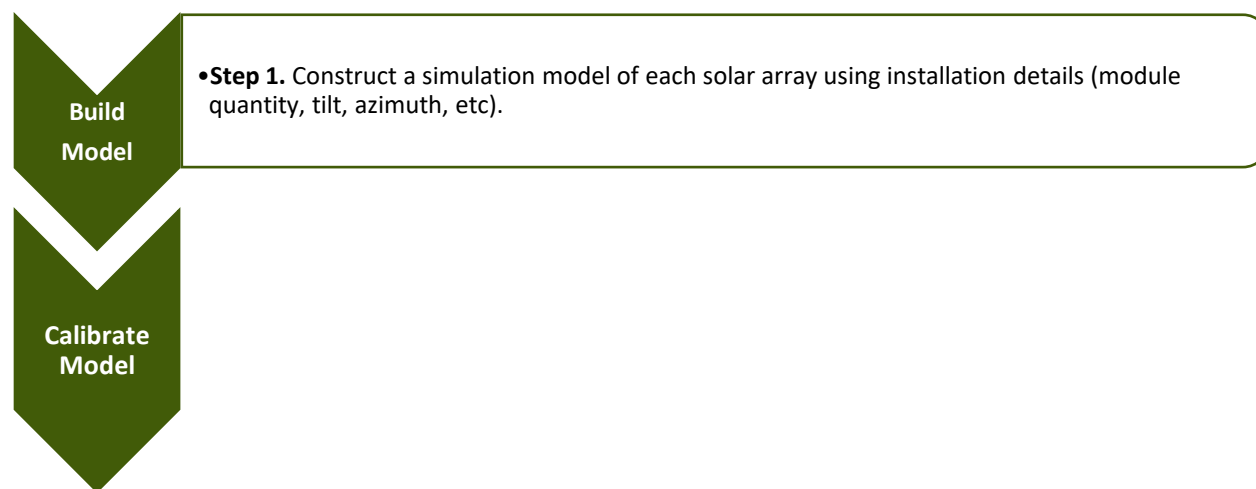 Build
Model
•Step 1. Construct a simulation model of each solar array using installation details (module
quantity, tilt, azimuth, etc).
Calibrate
Model